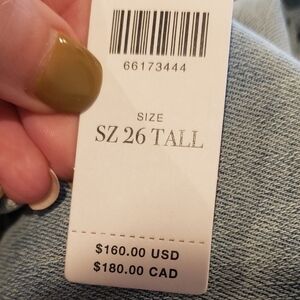 66173444
SIZE
SZ 26 TALL
$160.00 USD
$180.00 CAD